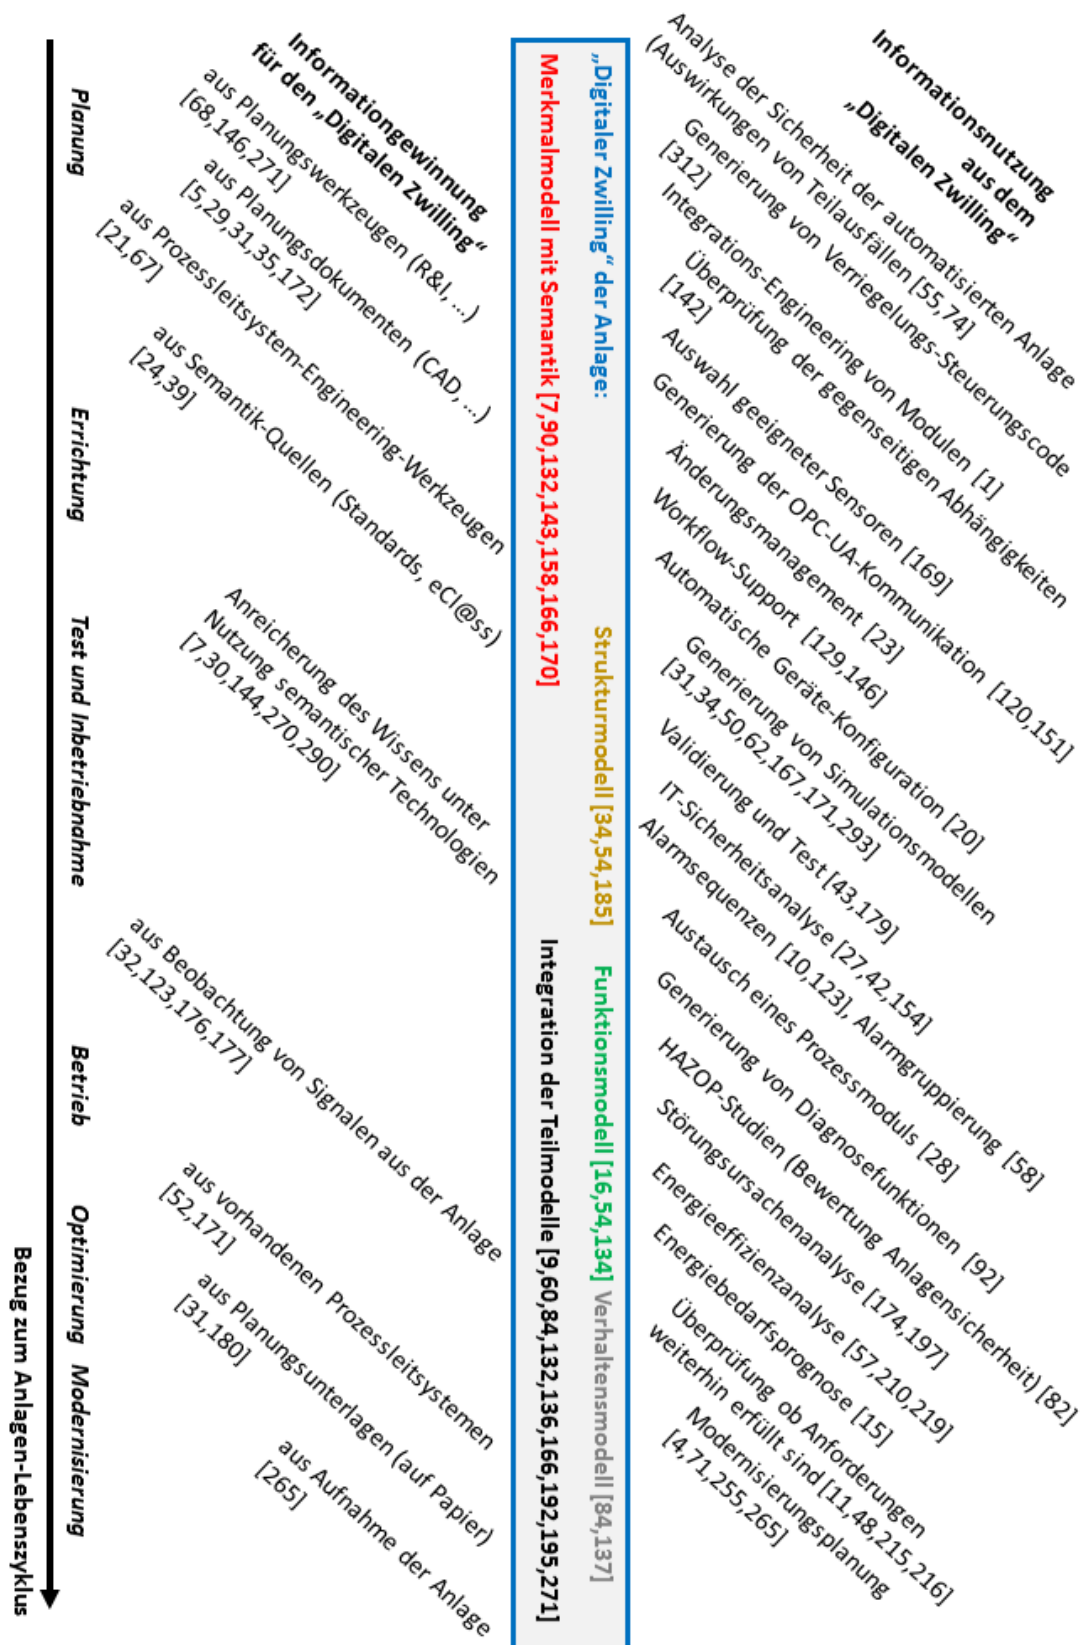 Informationsnutzung
aus dem
„Digitalen Zwilling“
Analyse der Sicherheit der automatisierten Anlage
(Auswirkungen von Teilausfällen [55,74]
Generierung von Verriegelungs-Steuerungscode
[312]
Integrations-Engineering von Modulen [1]
Überprüfung der gegenseitigen Abhängigkeiten
[142]
Auswahl geeigneter Sensoren [169]
Generierung der OPC-UA-Kommunikation [120,151]
Änderungsmanagement [23]
Workflow-Support [129,146]
Automatische Geräte-Konfiguration [20]
Generierung von Simulationsmodellen
[31,34,50,62,167,171,293]
Validierung und Test [43,179]
IT-Sicherheitsanalyse [27,42,154]
Alarmsequenzen [10,123], Alarmgruppierung [58]
Austausch eines Prozessmoduls [28]
Generierung von Diagnosefunktionen [92]
HAZOP-Studien (Bewertung Anlagensicherheit) [82]
Störungsursachenanalyse [174,197]
Energieeffizienzanalyse [57,210,219]
Energiebedarfsprognose [15]
Überprüfung ob Anforderungen
weiterhin erfüllt sind [11,48,215,216]
Modernisierungsplanung
[4,71,255,265]
„Digitaler Zwilling“ der Anlage:
Strukturmodell [34,54,185]
Funktionsmodell [16,54,134]
Verhaltensmodell [84,137]
Merkmalmodell mit Semantik [7,90,132,143,158,166,170]
Integration der Teilmodelle [9,60,84,132,136,166,192,195,271]
Informationgewinnung
für den „Digitalen Zwilling“
aus Planungswerkzeugen (R&I, ...)
[68,146,271]
aus Planungsdokumenten (CAD, ...)
[5,29,31,35,172]
aus Prozessleitsystem-Engineering-Werkzeugen
[21,67]
aus Semantik-Quellen (Standards, eCl@ss)
[24,39]
Anreicherung des Wissens unter
Nutzung semantischer Technologien
[7,30,144,270,290]
aus Beobachtung von Signalen aus der Anlage
[32,123,176,177]
aus vorhandenen Prozessleitsystemen
[52,171]
aus Planungsunterlagen (auf Papier)
[31,180]
aus Aufnahme der Anlage
[265]
Planung
Errichtung
Test und Inbetriebnahme
Betrieb
Optimierung
Modernisierung
Bezug zum Anlagen-Lebenszyklus